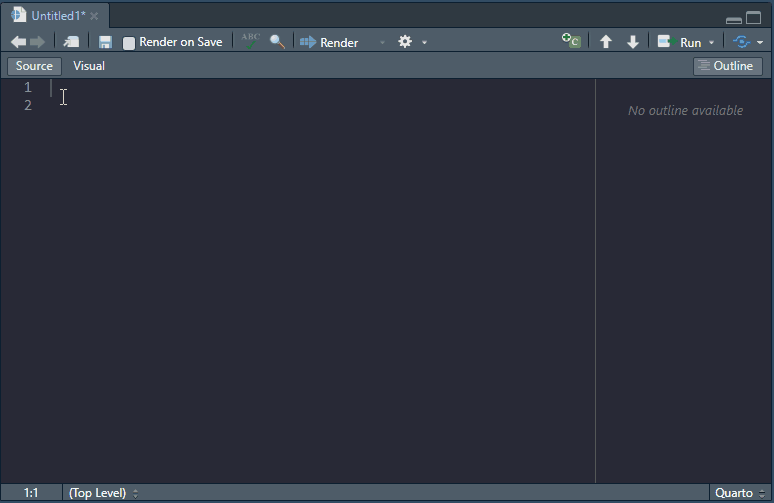 Untitled1*
Render on Save ABC Render C Run
Source Visual Outline
1
2
No outline available
1:1 (Top Level) Quarto